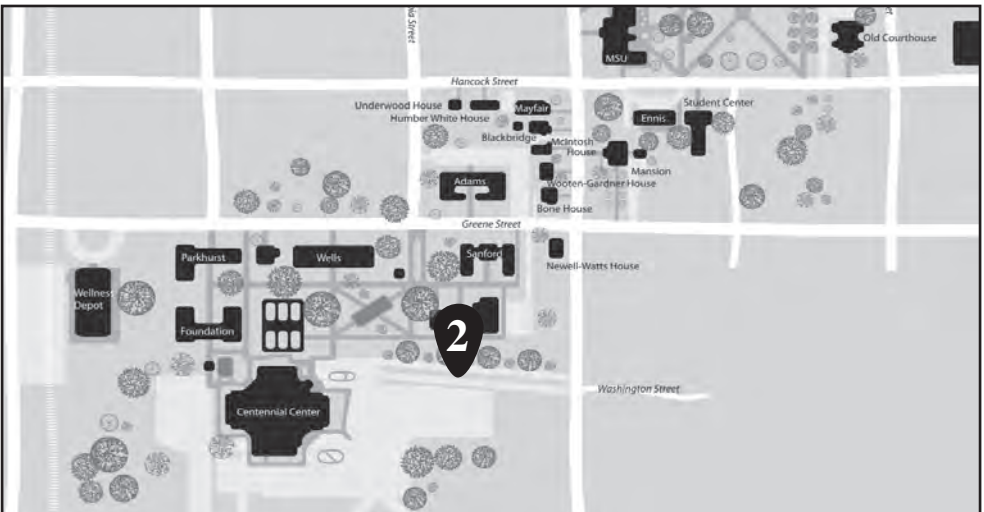 MSU
Old Courthouse
Hancock Street
Underwood House
Humber White House
Mayfair
Blackbridge
McIntosh
House
Ennis
Student Center
Mansion
Wooten-Gardner House
Bone House
Adams
Greene Street
Parkhurst
Wells
Sanford
Newell-Watts House
Wellness
Depot
Foundation
2
Washington Street
Centennial Center